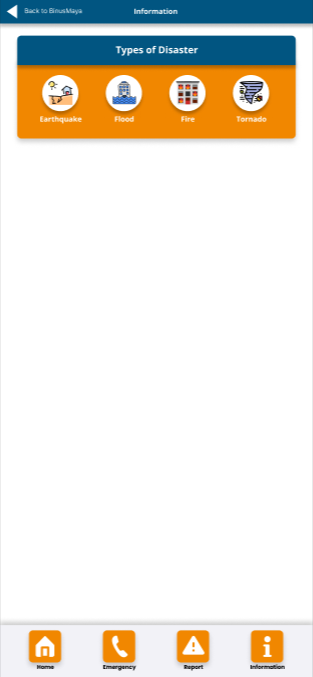 Back to BinusMaya
Information
Types of Disaster
Earthquake
Flood
Fire
Tornado
Home
Emergency
Report
Information